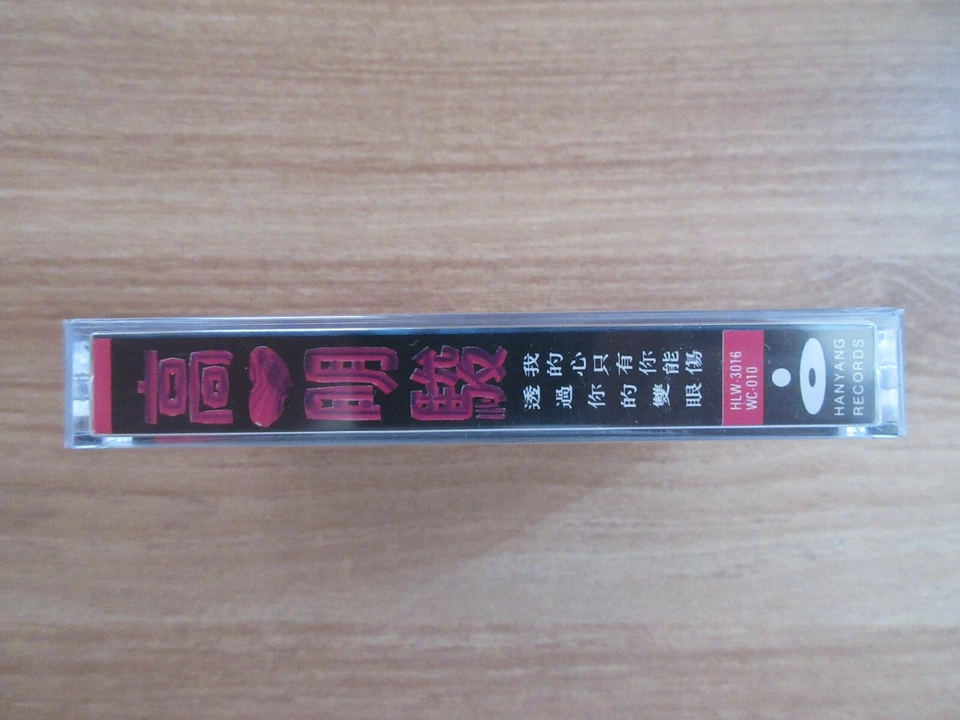 高明駿
我的心只有你能傷
透過你的雙眼
HLW-3016
WC-010
HANYANG
RECORDS